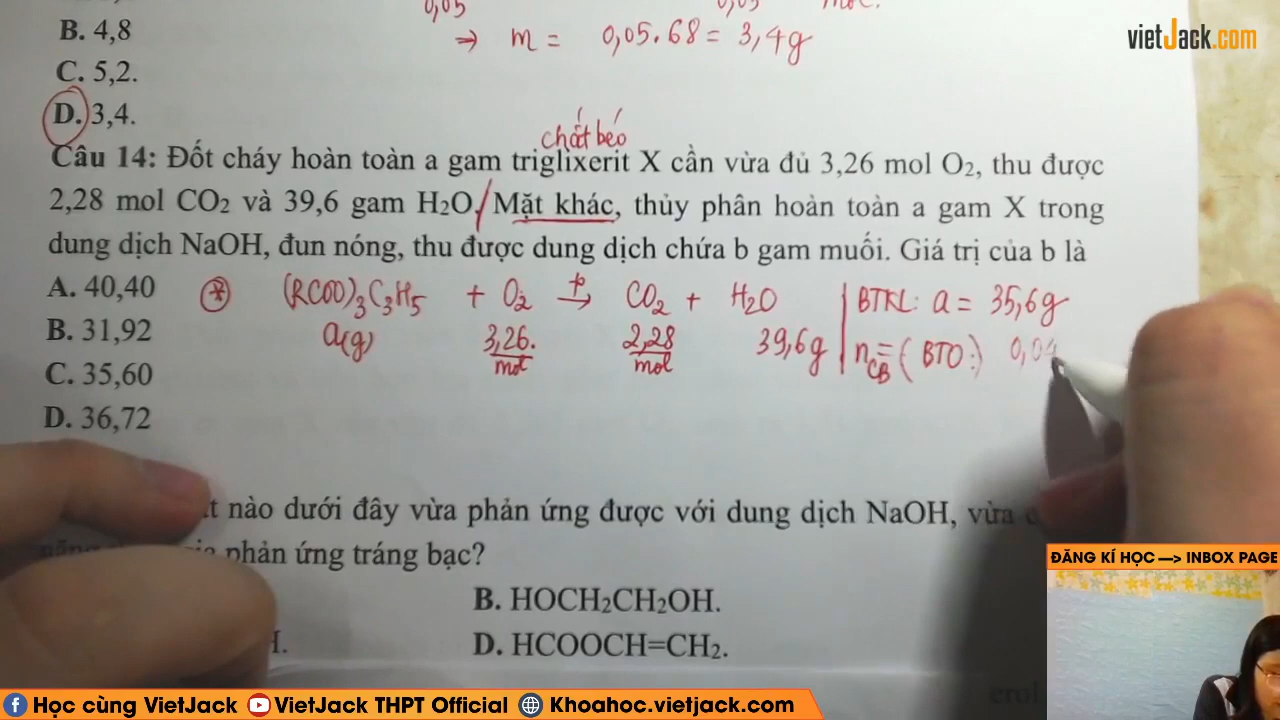 0,05
⇒ m = 0,05.68 = 3,4g
B. 4,8
C. 5,2.
D. 3,4.
vietJack.com
chất béo
Câu 14: Đốt cháy hoàn toàn a gam triglixerit X cần vừa đủ 3,26 mol O₂, thu được
2,28 mol CO₂ và 39,6 gam H₂O. Mặt khác, thủy phân hoàn toàn a gam X trong
dung dịch NaOH, đun nóng, thu được dung dịch chứa b gam muối. Giá trị của b là
A. 40,40
B. 31,92
C. 35,60
D. 36,72
* (RCOO)₃C₃H₅ + O₂ →t° CO₂ + H₂O
a(g) 3,26. mol 2,28 mol 39,6g
BTKL: a = 35,6g
n CB = (BTO:) 0,04
nào dưới đây vừa phản ứng được với dung dịch NaOH, vừa
phản ứng tráng bạc?
B. HOCH₂CH₂OH.
D. HCOOCH=CH₂.
ĐĂNG KÍ HỌC —> INBOX PAGE
Học cùng VietJack VietJack THPT Official Khoahoc.vietjack.com